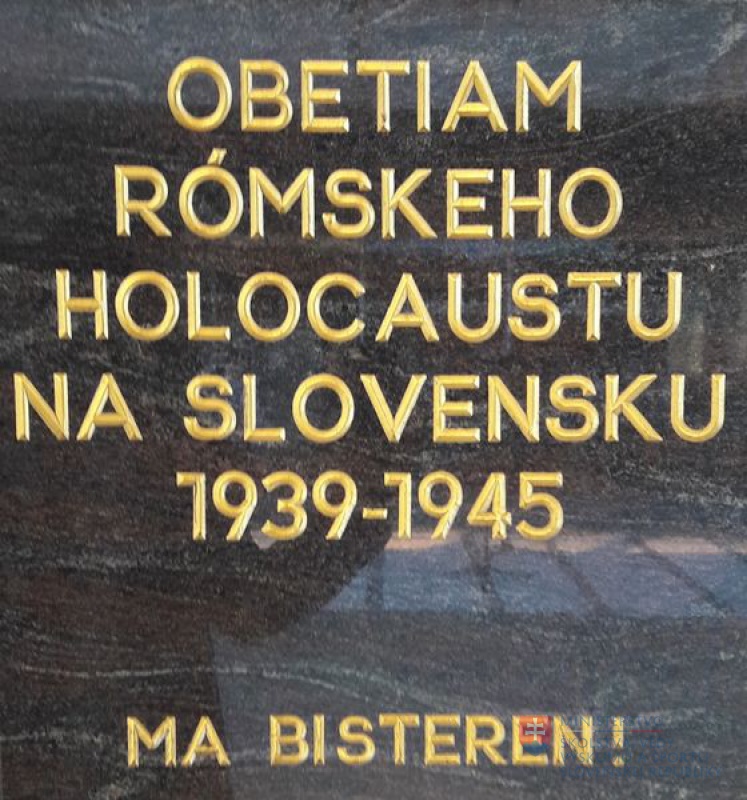 OBETIAM
RÓMSKEHO
HOLOCAUSTU
NA SLOVENSKU
1939-1945
MA BISTEREN!